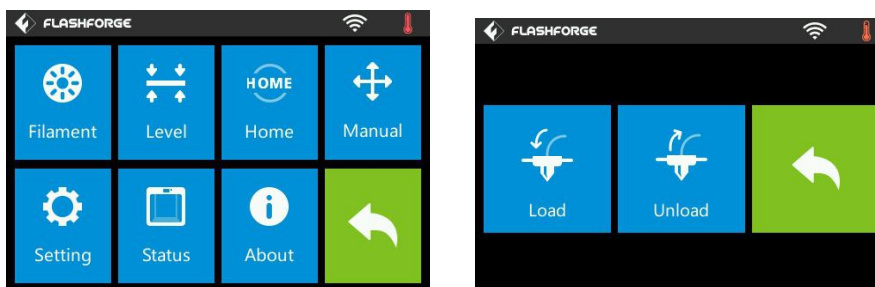 FLASHFORGE
Filament Level HOME Home Manual
Setting Status About
FLASHFORGE
Load Unload